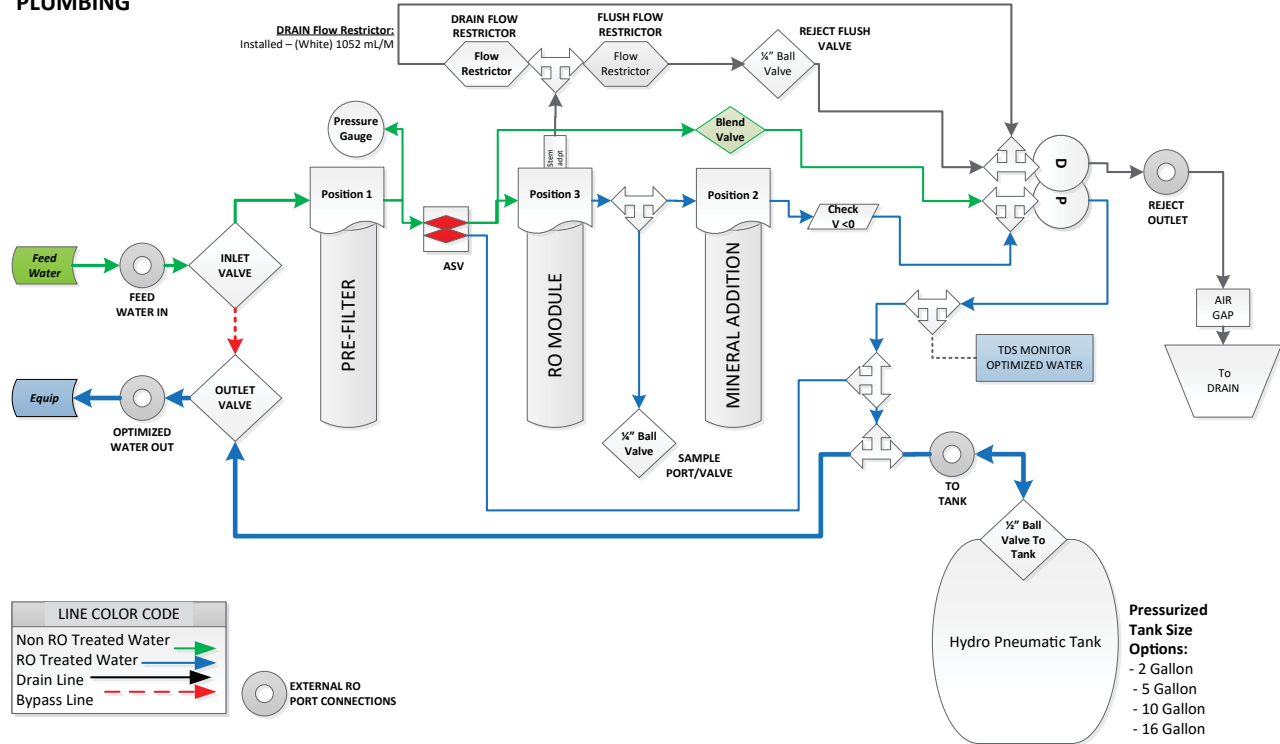 PLUMBING
DRAIN Flow Restrictor:
Installed – (White) 1052 mL/M
DRAIN FLOW
RESTRICTOR
Flow
Restrictor
FLUSH FLOW
RESTRICTOR
Flow
Restrictor
REJECT FLUSH
VALVE
¼” Ball
Valve
Pressure
Gauge
Stem
adpt
Blend
Valve
Position 1
PRE-FILTER
ASV
Position 3
RO MODULE
Position 2
MINERAL ADDITION
Check
V <0
D
P
REJECT
OUTLET
AIR
GAP
To
DRAIN
Feed
Water
FEED
WATER IN
INLET
VALVE
OUTLET
VALVE
Equip
OPTIMIZED
WATER OUT
¼” Ball
Valve
SAMPLE
PORT/VALVE
TDS MONITOR
OPTIMIZED WATER
TO
TANK
½” Ball
Valve To
Tank
Hydro Pneumatic Tank
Pressurized
Tank Size
Options:
- 2 Gallon
- 5 Gallon
- 10 Gallon
- 16 Gallon
LINE COLOR CODE
Non RO Treated Water
RO Treated Water
Drain Line
Bypass Line
EXTERNAL RO
PORT CONNECTIONS